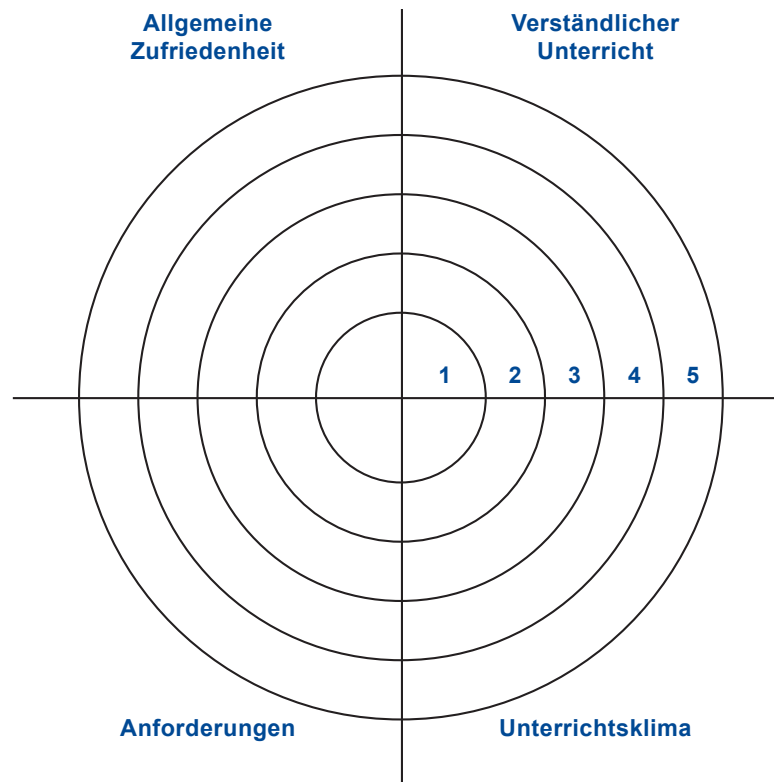 Allgemeine
Zufriedenheit
Verständlicher
Unterricht
1 2 3 4 5
Anforderungen
Unterrichtsklima